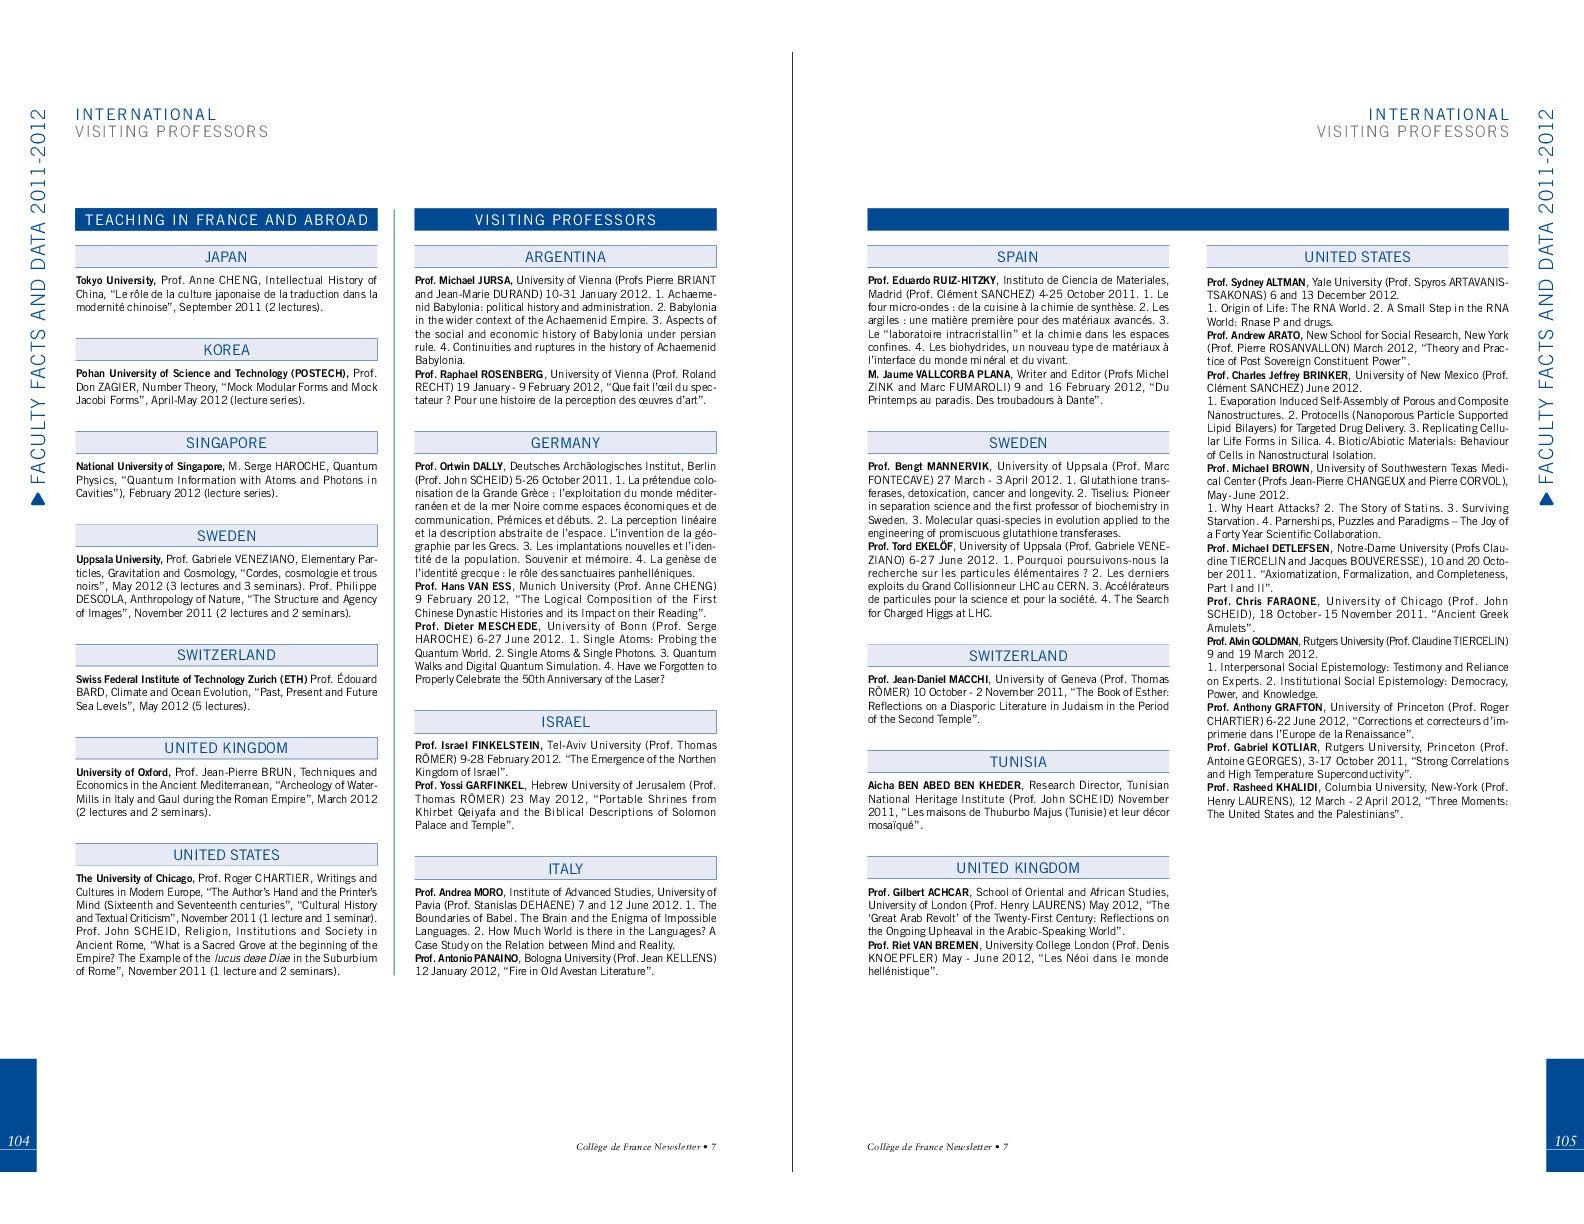 FACULTY FACTS AND DATA 2011-2012
INTERNATIONAL
VISITING PROFESSORS
TEACHING IN FRANCE AND ABROAD
JAPAN
Tokyo University, Prof. Anne CHENG, Intellectual History of
China, “Le rôle de la culture japonaise de la traduction dans la
modernité chinoise”, September 2011 (2 lectures).
KOREA
Pohan University of Science and Technology (POSTECH), Prof.
Don ZAGIER, Number Theory, “Mock Modular Forms and Mock
Jacobi Forms”, April-May 2012 (lecture series).
SINGAPORE
National University of Singapore, M. Serge HAROCHE, Quantum
Physics, “Quantum Information with Atoms and Photons in
Cavities”), February 2012 (lecture series).
SWEDEN
Uppsala University, Prof. Gabriele VENEZIANO, Elementary Par-
ticles, Gravitation and Cosmology, “Cordes, cosmologie et trous
noirs”, May 2012 (3 lectures and 3 seminars). Prof. Philippe
DESCOLA, Anthropology of Nature, “The Structure and Agency
of Images”, November 2011 (2 lectures and 2 seminars).
SWITZERLAND
Swiss Federal Institute of Technology Zurich (ETH) Prof. Édouard
BARD, Climate and Ocean Evolution, “Past, Present and Future
Sea Levels”, May 2012 (5 lectures).
UNITED KINGDOM
University of Oxford, Prof. Jean-Pierre BRUN, Techniques and
Economics in the Ancient Mediterranean, “Archeology of Water-
Mills in Italy and Gaul during the Roman Empire”, March 2012
(2 lectures and 2 seminars).
UNITED STATES
The University of Chicago, Prof. Roger CHARTIER, Writings and
Cultures in Modern Europe, “The Author’s Hand and the Printer’s
Mind (Sixteenth and Seventeenth centuries”, “Cultural History
and Textual Criticism”, November 2011 (1 lecture and 1 seminar).
Prof. John SCHEID, Religion, Institutions and Society in
Ancient Rome, “What is a Sacred Grove at the beginning of the
Empire? The Example of the lucus deae Diae in the Suburbium
of Rome”, November 2011 (1 lecture and 2 seminars).
VISITING PROFESSORS
ARGENTINA
Prof. Michael JURSA, University of Vienna (Profs Pierre BRIANT
and Jean-Marie DURAND) 10-31 January 2012. 1. Achaeme-
nid Babylonia: political history and administration. 2. Babylonia
in the wider context of the Achaemenid Empire. 3. Aspects of
the social and economic history of Babylonia under persian
rule. 4. Continuities and ruptures in the history of Achaemenid
Babylonia.
Prof. Raphael ROSENBERG, University of Vienna (Prof. Roland
RECHT) 19 January - 9 February 2012, “Que fait l’œil du spec-
tateur ? Pour une histoire de la perception des œuvres d’art”.
GERMANY
Prof. Ortwin DALLY, Deutsches Archäologisches Institut, Berlin
(Prof. John SCHEID) 5-26 October 2011. 1. La prétendue colo-
nisation de la Grande Grèce : l’exploitation du monde méditer-
ranéen et de la mer Noire comme espaces économiques et de
communication. Prémices et débuts. 2. La perception linéaire
et la description abstraite de l’espace. L’invention de la géo-
graphie par les Grecs. 3. Les implantations nouvelles et l’iden-
tité de la population. Souvenir et mémoire. 4. La genèse de
l’identité grecque : le rôle des sanctuaires panhelléniques.
Prof. Hans VAN ESS, Munich University (Prof. Anne CHENG)
9 February 2012, “The Logical Composition of the First
Chinese Dynastic Histories and its Impact on their Reading”.
Prof. Dieter MESCHEDE, University of Bonn (Prof. Serge
HAROCHE) 6-27 June 2012. 1. Single Atoms: Probing the
Quantum World. 2. Single Atoms & Single Photons. 3. Quantum
Walks and Digital Quantum Simulation. 4. Have we Forgotten to
Properly Celebrate the 50th Anniversary of the Laser?
ISRAEL
Prof. Israel FINKELSTEIN, Tel-Aviv University (Prof. Thomas
RÖMER) 9-28 February 2012. “The Emergence of the Northen
Kingdom of Israel”.
Prof. Yossi GARFINKEL, Hebrew University of Jerusalem (Prof.
Thomas RÖMER) 23 May 2012, “Portable Shrines from
Khirbet Qeiyafa and the Biblical Descriptions of Solomon
Palace and Temple”.
ITALY
Prof. Andrea MORO, Institute of Advanced Studies, University of
Pavia (Prof. Stanislas DEHAENE) 7 and 12 June 2012. 1. The
Boundaries of Babel. The Brain and the Enigma of Impossible
Languages. 2. How Much World is there in the Languages? A
Case Study on the Relation between Mind and Reality.
Prof. Antonio PANAINO, Bologna University (Prof. Jean KELLENS)
12 January 2012, “Fire in Old Avestan Literature”.
104
Collège de France Newsletter • 7
INTERNATIONAL
VISITING PROFESSORS
FACULTY FACTS AND DATA 2011-2012
SPAIN
Prof. Eduardo RUIZ-HITZKY, Instituto de Ciencia de Materiales,
Madrid (Prof. Clément SANCHEZ) 4-25 October 2011. 1. Le
four micro-ondes : de la cuisine à la chimie de synthèse. 2. Les
argiles : une matière première pour des matériaux avancés. 3.
Le “laboratoire intracristallin” et la chimie dans les espaces
confines. 4. Les biohydrides, un nouveau type de matériaux à
l’interface du monde minéral et du vivant.
M. Jaume VALLCORBA PLANA, Writer and Editor (Profs Michel
ZINK and Marc FUMAROLI) 9 and 16 February 2012, “Du
Printemps au paradis. Des troubadours à Dante”.
SWEDEN
Prof. Bengt MANNERVIK, University of Uppsala (Prof. Marc
FONTECAVE) 27 March - 3 April 2012. 1. Glutathione trans-
ferases, detoxication, cancer and longevity. 2. Tiselius: Pioneer
in separation science and the first professor of biochemistry in
Sweden. 3. Molecular quasi-species in evolution applied to the
engineering of promiscuous glutathione transferases.
Prof. Tord EKELÖF, University of Uppsala (Prof. Gabriele VENE-
ZIANO) 6-27 June 2012. 1. Pourquoi poursuivons-nous la
recherche sur les particules élémentaires ? 2. Les derniers
exploits du Grand Collisionneur LHC au CERN. 3. Accélérateurs
de particules pour la science et pour la société. 4. The Search
for Charged Higgs at LHC.
SWITZERLAND
Prof. Jean-Daniel MACCHI, University of Geneva (Prof. Thomas
RÖMER) 10 October - 2 November 2011, “The Book of Esther:
Reflections on a Diasporic Literature in Judaism in the Period
of the Second Temple”.
TUNISIA
Aicha BEN ABED BEN KHEDER, Research Director, Tunisian
National Heritage Institute (Prof. John SCHEID) November
2011, “Les maisons de Thuburbo Majus (Tunisie) et leur décor
mosaïqué”.
UNITED KINGDOM
Prof. Gilbert ACHCAR, School of Oriental and African Studies,
University of London (Prof. Henry LAURENS) May 2012, “The
‘Great Arab Revolt’ of the Twenty-First Century: Reflections on
the Ongoing Upheaval in the Arabic-Speaking World”.
Prof. Riet VAN BREMEN, University College London (Prof. Denis
KNOEPFLER) May - June 2012, “Les Néoi dans le monde
hellénistique”.
UNITED STATES
Prof. Sydney ALTMAN, Yale University (Prof. Spyros ARTAVANIS-
TSAKONAS) 6 and 13 December 2012.
1. Origin of Life: The RNA World. 2. A Small Step in the RNA
World: Rnase P and drugs.
Prof. Andrew ARATO, New School for Social Research, New York
(Prof. Pierre ROSANVALLON) March 2012, “Theory and Prac-
tice of Post Sovereign Constituent Power”.
Prof. Charles Jeffrey BRINKER, University of New Mexico (Prof.
Clément SANCHEZ) June 2012.
1. Evaporation Induced Self-Assembly of Porous and Composite
Nanostructures. 2. Protocells (Nanoporous Particle Supported
Lipid Bilayers) for Targeted Drug Delivery. 3. Replicating Cellu-
lar Life Forms in Silica. 4. Biotic/Abiotic Materials: Behaviour
of Cells in Nanostructural Isolation.
Prof. Michael BROWN, University of Southwestern Texas Medi-
cal Center (Profs Jean-Pierre CHANGEUX and Pierre CORVOL),
May- June 2012.
1. Why Heart Attacks? 2. The Story of Statins. 3. Surviving
Starvation. 4. Parnerships, Puzzles and Paradigms – The Joy of
a Forty Year Scientific Collaboration.
Prof. Michael DETLEFSEN, Notre-Dame University (Profs Clau-
dine TIERCELIN and Jacques BOUVERESSE), 10 and 20 Octo-
ber 2011. “Axiomatization, Formalization, and Completeness,
Part I and II”.
Prof. Chris FARAONE, University of Chicago (Prof. John
SCHEID), 18 October- 15 November 2011. “Ancient Greek
Amulets”.
Prof. Alvin GOLDMAN, Rutgers University (Prof. Claudine TIERCELIN)
9 and 19 March 2012.
1. Interpersonal Social Epistemology: Testimony and Reliance
on Experts. 2. Institutional Social Epistemology: Democracy,
Power, and Knowledge.
Prof. Anthony GRAFTON, University of Princeton (Prof. Roger
CHARTIER) 6-22 June 2012, “Corrections et correcteurs d’im-
primerie dans l’Europe de la Renaissance”.
Prof. Gabriel KOTLIAR, Rutgers University, Princeton (Prof.
Antoine GEORGES), 3-17 October 2011, “Strong Correlations
and High Temperature Superconductivity”.
Prof. Rasheed KHALIDI, Columbia University, New-York (Prof.
Henry LAURENS), 12 March - 2 April 2012, “Three Moments:
The United States and the Palestinians”.
Collège de France Newsletter • 7
105